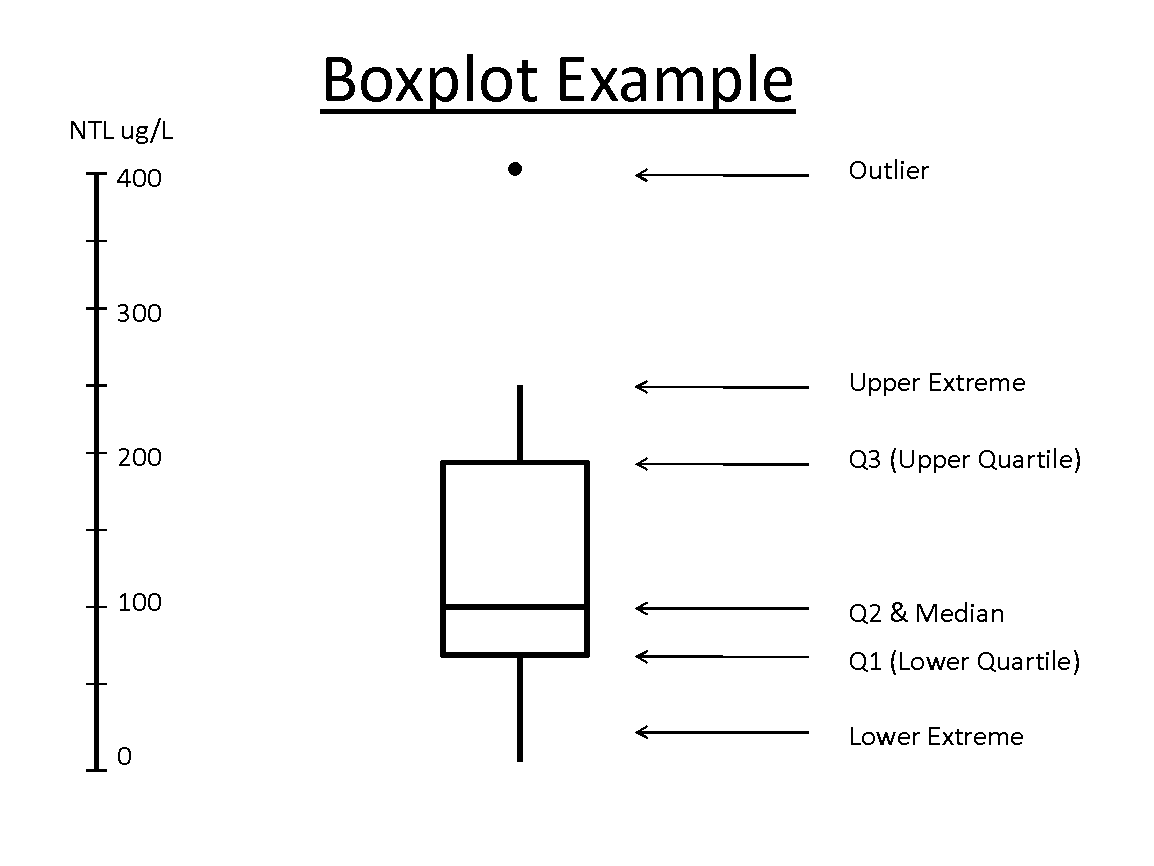 Boxplot Example
NTL ug/L
400
Outlier
300
Upper Extreme
200
Q3 (Upper Quartile)
100
Q2 & Median
Q1 (Lower Quartile)
Lower Extreme
0